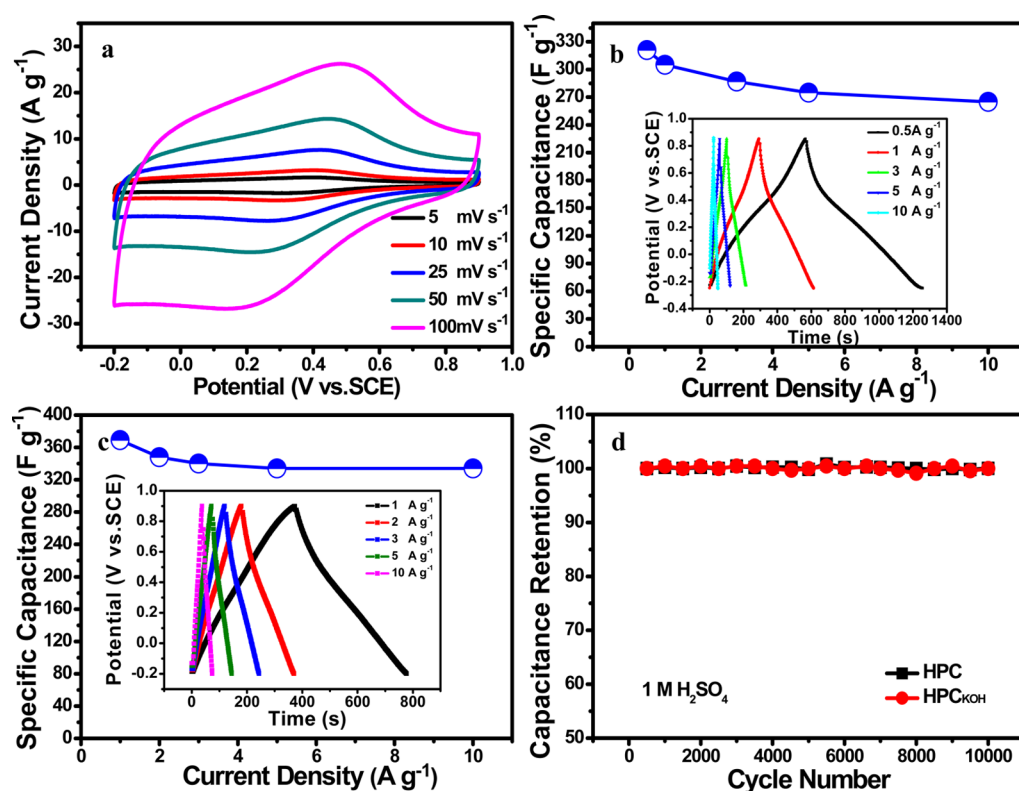 a
Current Density (A g-1)
30
20
10
0
-10
-20
-30
5 mV s-1
10 mV s-1
25 mV s-1
50 mV s-1
100mV s-1
-0.2 0.0 0.2 0.4 0.6 0.8 1.0
Potential (V vs.SCE)
b
Specific Capacitance (F g-1)
330
300
270
240
210
180
150
120
90
60
30
0
0 2 4 6 8 10
Current Density (A g-1)
Potential (V vs.SCE)
1.0
0.8
0.6
0.4
0.2
0.0
-0.2
-0.4
0.5A g-1
1 A g-1
3 A g-1
5 A g-1
10 A g-1
0 200 400 600 800 1000 1200 1400
Time (s)
c
Specific Capacitance (F g-1)
400
360
320
280
240
200
160
120
80
40
0
0 2 4 6 8 10
Current Density (A g-1)
Potential (V vs.SCE)
1.0
0.8
0.6
0.4
0.2
0.0
-0.2
1 A g-1
2 A g-1
3 A g-1
5 A g-1
10 A g-1
0 200 400 600 800
Time (s)
d
Capacitance Retention (%)
110
100
90
80
70
60
50
1 M H2SO4
HPC
HPCKOH
0 2000 4000 6000 8000 10000
Cycle Number